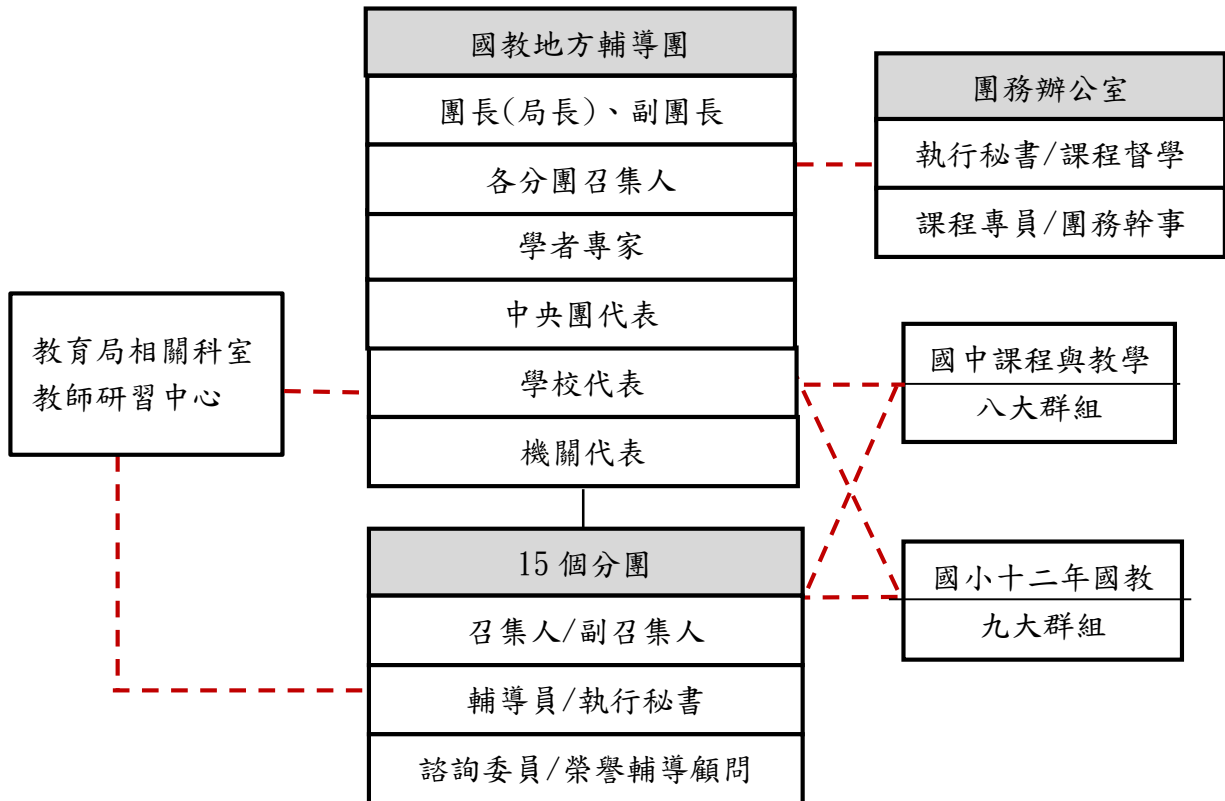 國教地方輔導團
團長(局長)、副團長
各分團召集人
學者專家
中央團代表
學校代表
機關代表
團務辦公室
執行秘書/課程督學
課程專員/團務幹事
教育局相關科室
教師研習中心
國中課程與教學
八大群組
15個分團
召集人/副召集人
輔導員/執行秘書
諮詢委員/榮譽輔導顧問
國小十二年國教
九大群組